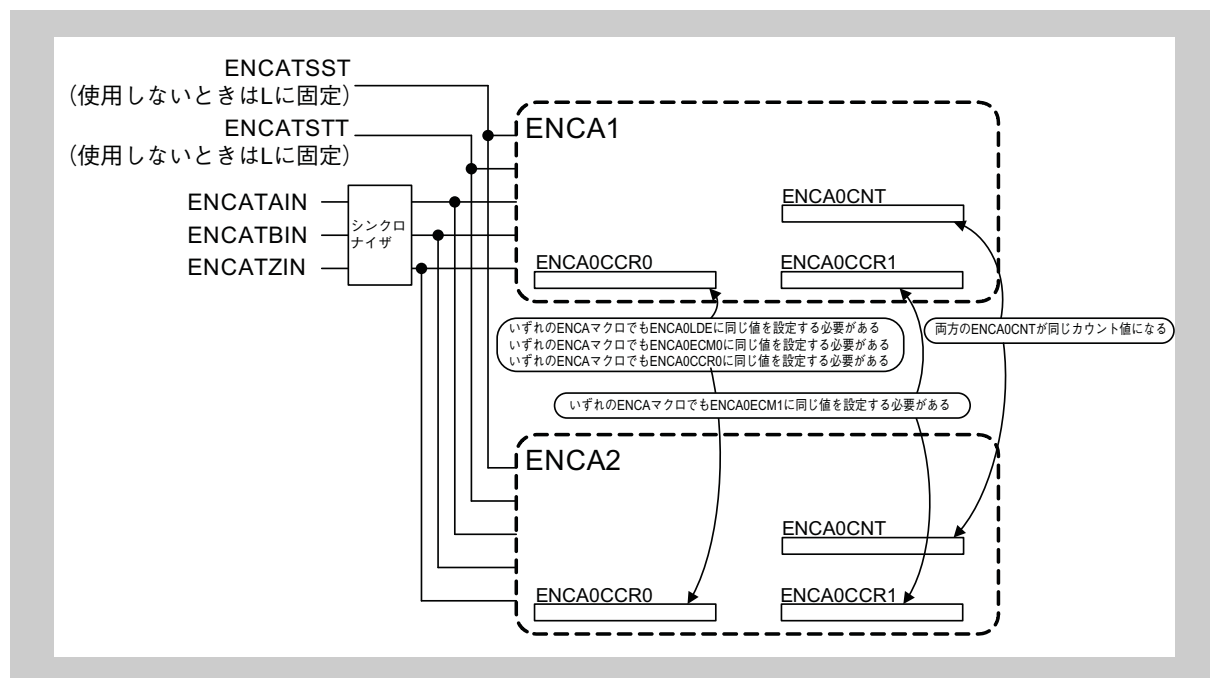 ENCATSST
(使用しないときはLに固定)
ENCATSTT
(使用しないときはLに固定)
ENCATAIN
ENCATBIN
ENCATZIN
シンクロ
ナイザ
ENCA1
ENCA0CNT
ENCA0CCR0
ENCA0CCR1
いずれのENCAマクロでもENCA0LDEに同じ値を設定する必要がある
いずれのENCAマクロでもENCA0ECM0に同じ値を設定する必要がある
いずれのENCAマクロでもENCA0CCR0に同じ値を設定する必要がある
両方のENCA0CNTが同じカウント値になる
いずれのENCAマクロでもENCA0ECM1に同じ値を設定する必要がある
ENCA2
ENCA0CNT
ENCA0CCR0
ENCA0CCR1